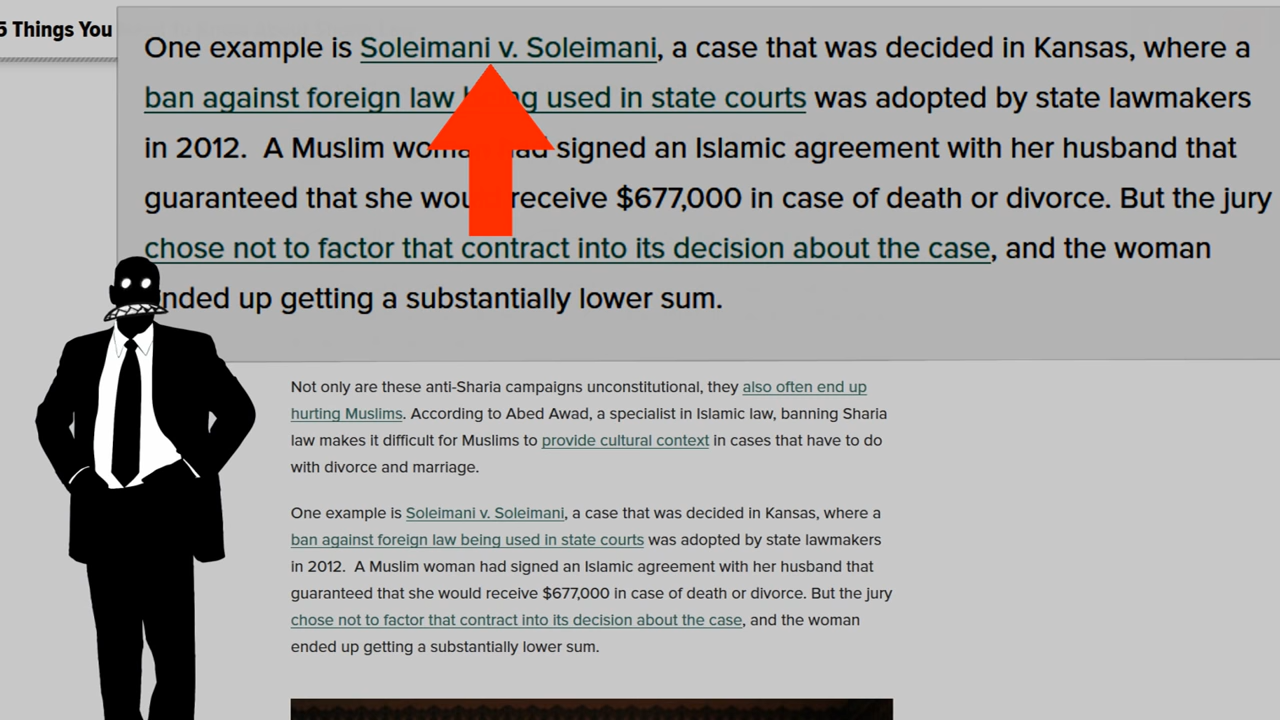 5 Things You
One example is Soleimani v. Soleimani, a case that was decided in Kansas, where a
ban against foreign law being used in state courts was adopted by state lawmakers
in 2012. A Muslim woman had signed an Islamic agreement with her husband that
guaranteed that she would receive $677,000 in case of death or divorce. But the jury
chose not to factor that contract into its decision about the case, and the woman
ended up getting a substantially lower sum.
Not only are these anti-Sharia campaigns unconstitutional, they also often end up
hurting Muslims. According to Abed Awad, a specialist in Islamic law, banning Sharia
law makes it difficult for Muslims to provide cultural context in cases that have to do
with divorce and marriage.
One example is Soleimani v. Soleimani, a case that was decided in Kansas, where a
ban against foreign law being used in state courts was adopted by state lawmakers
in 2012. A Muslim woman had signed an Islamic agreement with her husband that
guaranteed that she would receive $677,000 in case of death or divorce. But the jury
chose not to factor that contract into its decision about the case, and the woman
ended up getting a substantially lower sum.